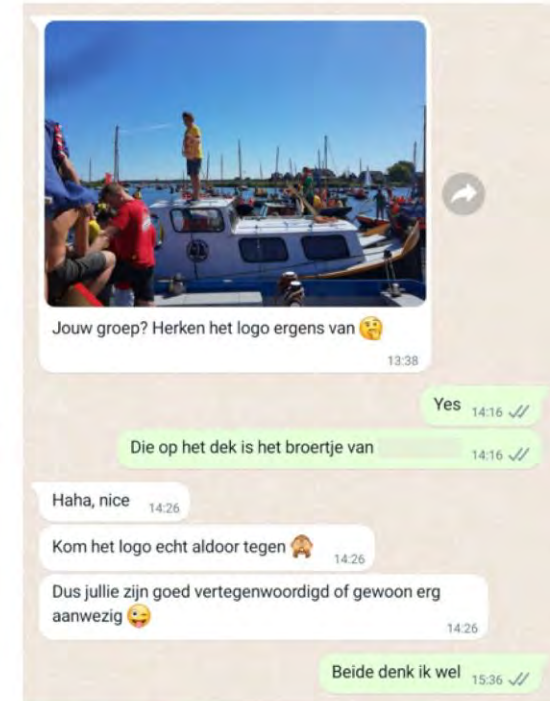 Jouw groep? Herken het logo ergens van 🤔
13:38
Yes 14:16
Die op het dek is het broertje van
14:16
Haha, nice 14:26
Kom het logo echt aldoor tegen 🙈
14:26
Dus jullie zijn goed vertegenwoordigd of gewoon erg
aanwezig 😜
14:26
Beide denk ik wel 15:36